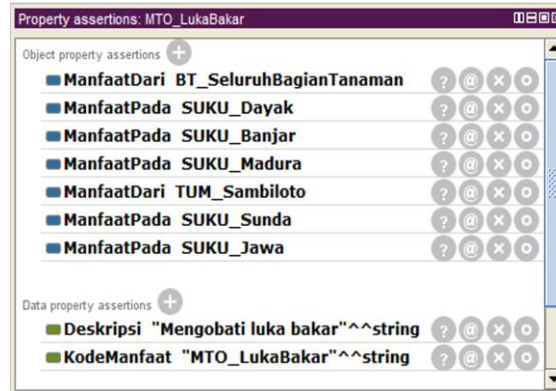 Property assertions: MTO_LukaBakar
Object property assertions
ManfaatDari BT_SeluruhBagianTanaman
ManfaatPada SUKU_Dayak
ManfaatPada SUKU_Banjar
ManfaatPada SUKU_Madura
ManfaatDari TUM_Sambiloto
ManfaatPada SUKU_Sunda
ManfaatPada SUKU_Jawa
Data property assertions
Deskripsi "Mengobati luka bakar"^^string
KodeManfaat "MTO_LukaBakar"^^string